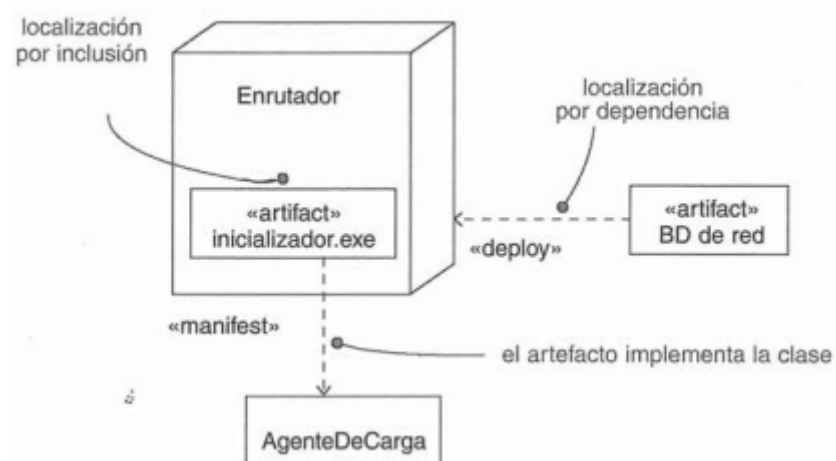 localización
por inclusión
Enrutador
localización
por dependencia
«artifact»
inicializador.exe
«artifact»
BD de red
«deploy»
«manifest»
el artefacto implementa la clase
AgenteDeCarga